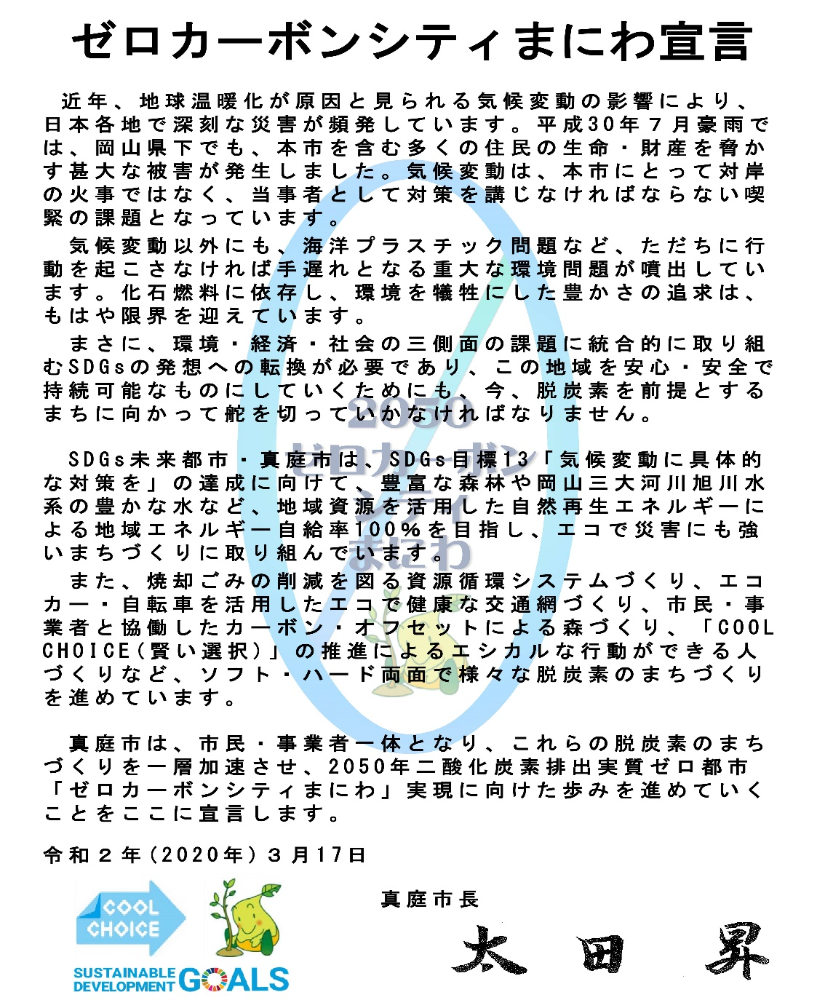 ゼロカーボンシティまにわ宣言
近年、地球温暖化が原因と見られる気候変動の影響により、
日本各地で深刻な災害が頻発しています。平成30年７月豪雨で
は、岡山県下でも、本市を含む多くの住民の生命・財産を脅か
す甚大な被害が発生しました。気候変動は、本市にとって対岸
の火事ではなく、当事者として対策を講じなければならない喫
緊の課題となっています。
気候変動以外にも、海洋プラスチック問題など、ただちに行
動を起こさなければ手遅れとなる重大な環境問題が噴出してい
ます。化石燃料に依存し、環境を犠牲にした豊かさの追求は、
もはや限界を迎えています。
まさに、環境・経済・社会の三側面の課題に統合的に取り組
むSDGsの発想への転換が必要であり、この地域を安心・安全で
持続可能なものにしていくためにも、今、脱炭素を前提とする
まちに向かって舵を切っていかなければなりません。
SDGs未来都市・真庭市は、SDGs目標13「気候変動に具体的
な対策を」の達成に向けて、豊富な森林や岡山三大河川旭川水
系の豊かな水など、地域資源を活用した自然再生エネルギーに
よる地域エネルギー自給率100％を目指し、エコで災害にも強
いまちづくりに取り組んでいます。
また、焼却ごみの削減を図る資源循環システムづくり、エコ
カー・自転車を活用したエコで健康な交通網づくり、市民・事
業者と協働したカーボン・オフセットによる森づくり、「COOL
CHOICE(賢い選択)」の推進によるエシカルな行動ができる人
づくりなど、ソフト・ハード両面で様々な脱炭素のまちづくり
を進めています。
真庭市は、市民・事業者一体となり、これらの脱炭素のまち
づくりを一層加速させ、2050年二酸化炭素排出実質ゼロ都市
「ゼロカーボンシティまにわ」実現に向けた歩みを進めていく
ことをここに宣言します。
令和２年(2020年)３月17日
2050
ゼロカーボン
シティ
まにわ
COOL
CHOICE
SUSTAINABLE
DEVELOPMENT
GOALS
真庭市長
太田 昇